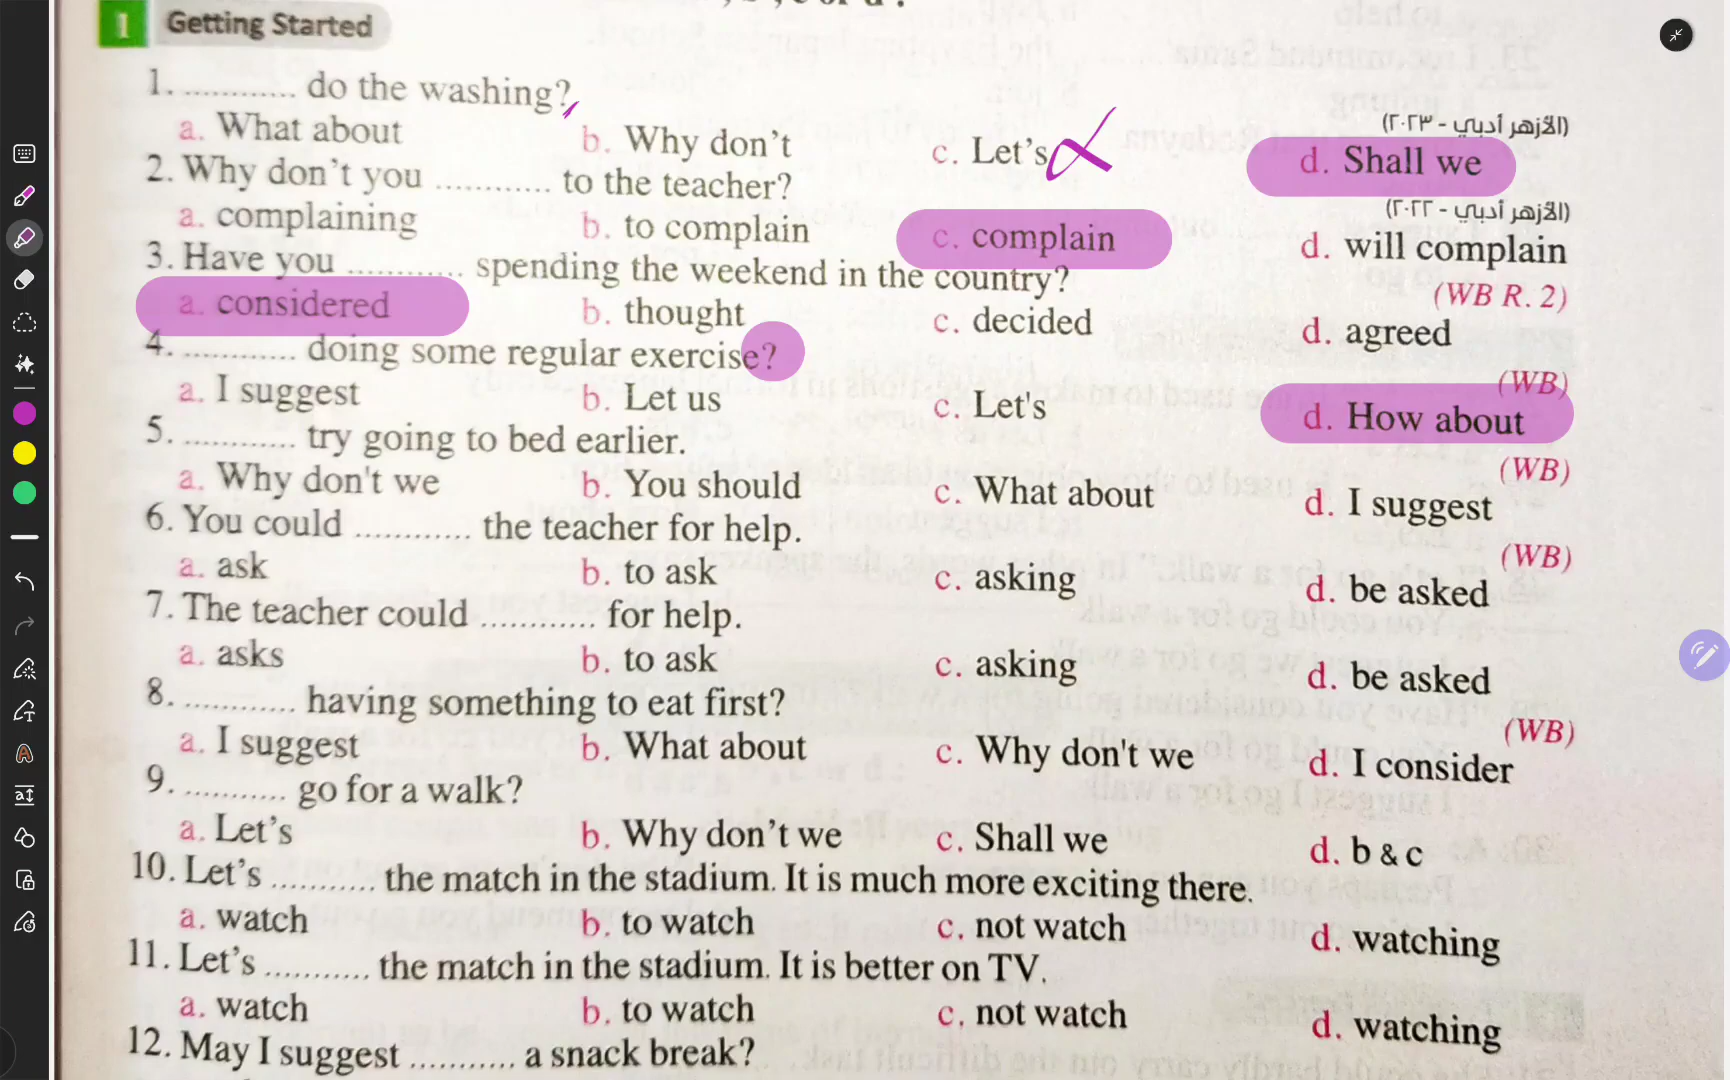 1 Getting Started
1. ............ do the washing?
(الأزهر أدبي - ٢٠٢٣)
a. What about b. Why don't c. Let's d. Shall we
2. Why don't you ............ to the teacher?
(الأزهر أدبي - ٢٠٢٢)
a. complaining b. to complain c. complain d. will complain
3. Have you ............ spending the weekend in the country?
(WB R. 2)
a. considered b. thought c. decided d. agreed
4. ............ doing some regular exercise?
(WB)
a. I suggest b. Let us c. Let's d. How about
5. ............ try going to bed earlier.
(WB)
a. Why don't we b. You should c. What about d. I suggest
6. You could ............ the teacher for help.
(WB)
a. ask b. to ask c. asking d. be asked
7. The teacher could ............ for help.
a. asks b. to ask c. asking d. be asked
8. ............ having something to eat first?
(WB)
a. I suggest b. What about c. Why don't we d. I consider
9. ............ go for a walk?
a. Let's b. Why don't we c. Shall we d. b & c
10. Let's ........... the match in the stadium. It is much more exciting there.
a. watch b. to watch c. not watch d. watching
11. Let's ........... the match in the stadium. It is better on TV.
a. watch b. to watch c. not watch d. watching
12. May I suggest ........... a snack break?